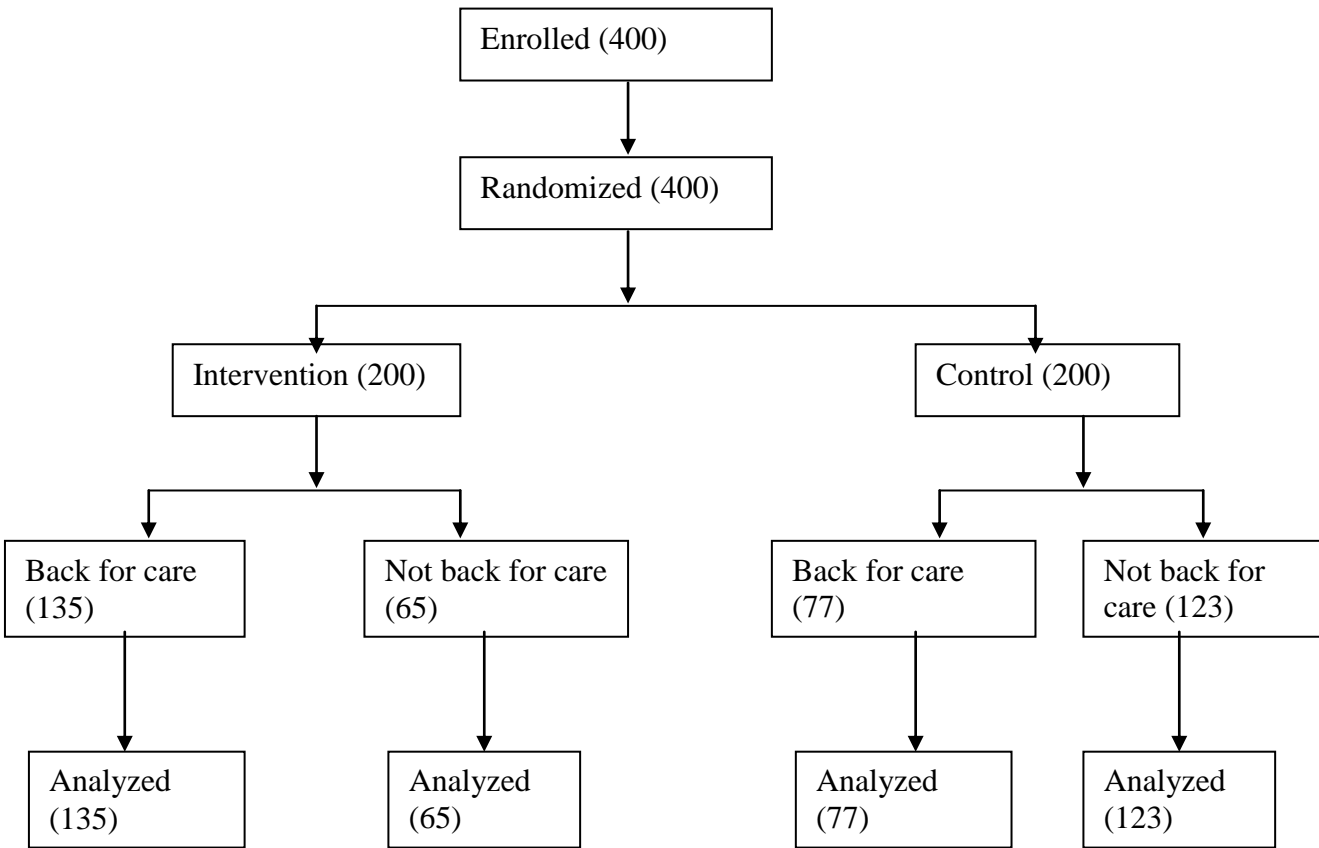 Enrolled (400)
Randomized (400)
Intervention (200)
Control (200)
Back for care
(135)
Not back for care
(65)
Back for care
(77)
Not back for
care (123)
Analyzed
(135)
Analyzed
(65)
Analyzed
(77)
Analyzed
(123)